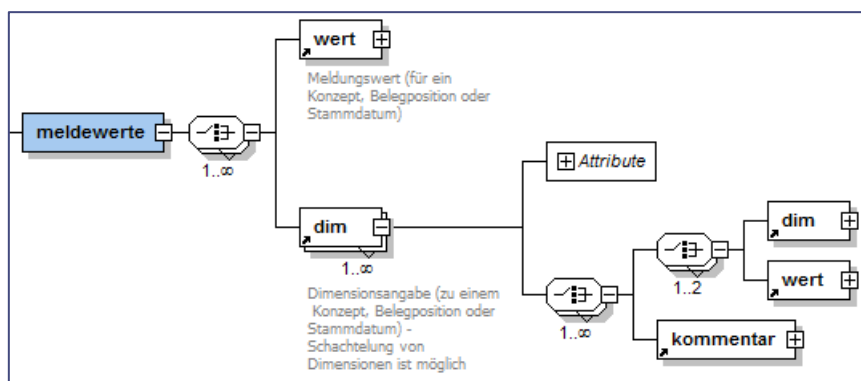 wert
Meldungswert (für ein
Konzept, Belegposition oder
Stammdatum)
meldewerte
1..∞
Attribute
dim
1..∞
Dimensionsangabe (zu einem
Konzept, Belegposition oder
Stammdatum) -
Schachtelung von
Dimensionen ist möglich
1..∞
dim
1..2
wert
kommentar